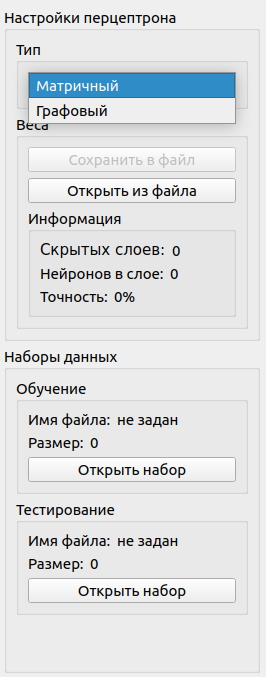 Настройки перцептрона
Тип
Матричный
Графовый
Веса
Сохранить в файл
Открыть из файла
Информация
Скрытых слоев: 0
Нейронов в слое: 0
Точность: 0%
Наборы данных
Обучение
Имя файла: не задан
Размер: 0
Открыть набор
Тестирование
Имя файла: не задан
Размер: 0
Открыть набор